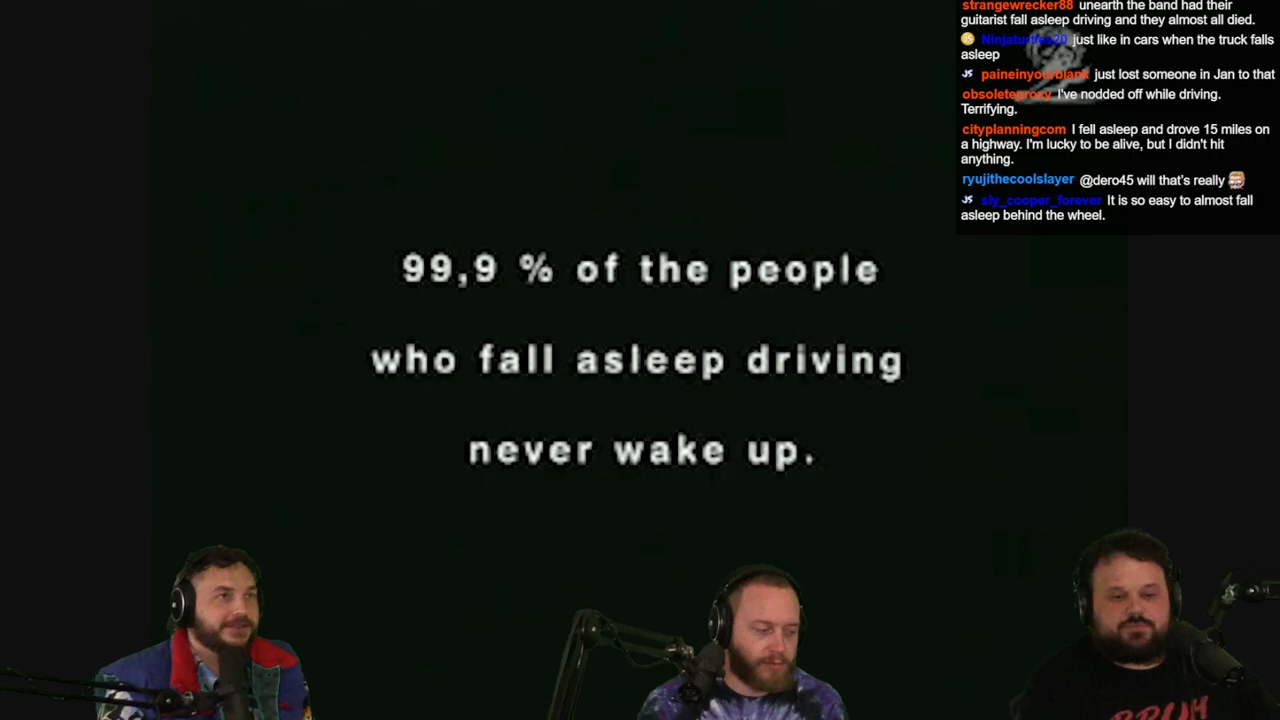 strangewrecker88 unearth the band had their
guitarist fall asleep driving and they almost all died.
just like in cars when the truck falls
asleep
paineinyourblank just lost someone in Jan to that
obsoleteproxy I've nodded off while driving.
Terrifying.
cityplanningcom I fell asleep and drove 15 miles on
a highway. I'm lucky to be alive, but I didn't hit
anything.
ryujithecoolslayer @dero45 will that's really
sly_cooper_forever It is so easy to almost fall
asleep behind the wheel.
99,9 % of the people
who fall asleep driving
never wake up.